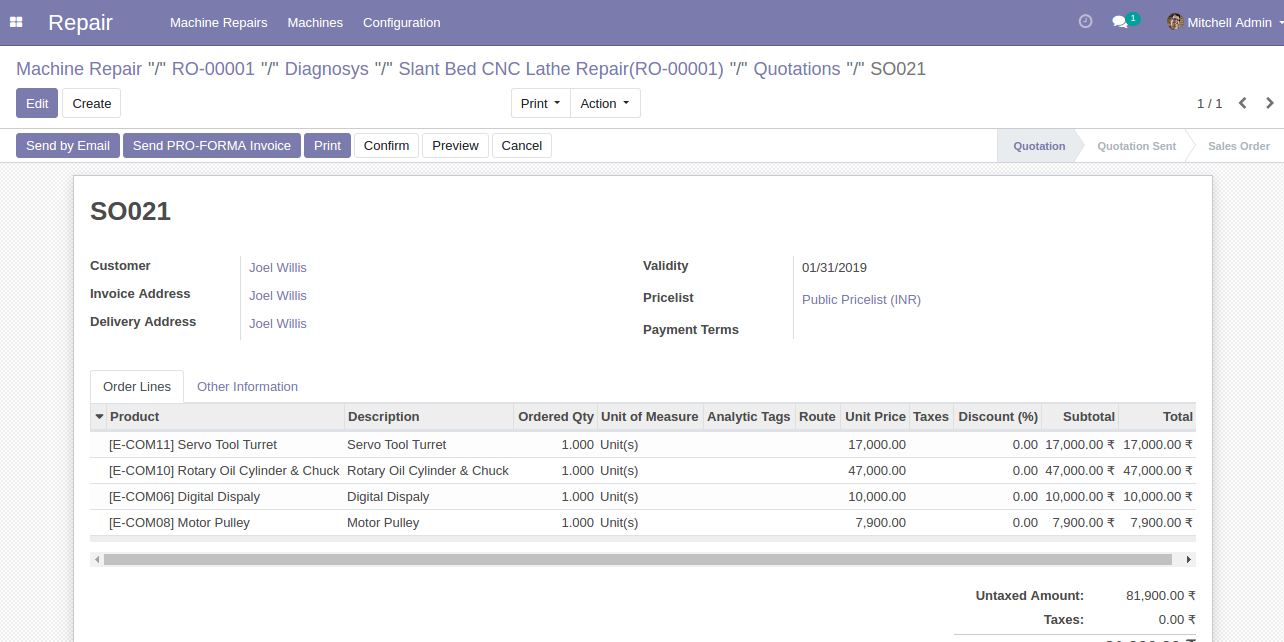 Repair Machine Repairs Machines Configuration 1 Mitchell Admin
Machine Repair "/" RO-00001 "/" Diagnosys "/" Slant Bed CNC Lathe Repair(RO-00001) "/" Quotations "/" SO021
Edit Create Print Action 1 / 1
Send by Email Send PRO-FORMA Invoice Print Confirm Preview Cancel Quotation Quotation Sent Sales Order
SO021
Customer Joel Willis Validity 01/31/2019
Invoice Address Joel Willis Pricelist Public Pricelist (INR)
Delivery Address Joel Willis Payment Terms
Order Lines Other Information
Product Description Ordered Qty Unit of Measure Analytic Tags Route Unit Price Taxes Discount (%) Subtotal Total
[E-COM11] Servo Tool Turret Servo Tool Turret 1.000 Unit(s) 17,000.00 0.00 17,000.00 ₹ 17,000.00 ₹
[E-COM10] Rotary Oil Cylinder & Chuck Rotary Oil Cylinder & Chuck 1.000 Unit(s) 47,000.00 0.00 47,000.00 ₹ 47,000.00 ₹
[E-COM06] Digital Dispaly Digital Dispaly 1.000 Unit(s) 10,000.00 0.00 10,000.00 ₹ 10,000.00 ₹
[E-COM08] Motor Pulley Motor Pulley 1.000 Unit(s) 7,900.00 0.00 7,900.00 ₹ 7,900.00 ₹
Untaxed Amount: 81,900.00 ₹
Taxes: 0.00 ₹